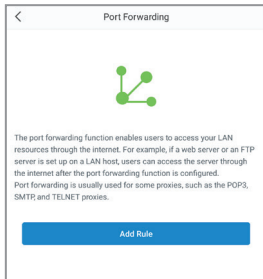 Port Forwarding
The port forwarding function enables users to access your LAN
resources through the internet. For example, if a web server or an FTP
server is set up on a LAN host, users can access the server through
the internet after the port forwarding function is configured.
Port forwarding is usually used for some proxies, such as the POP3,
SMTP, and TELNET proxies.
Add Rule